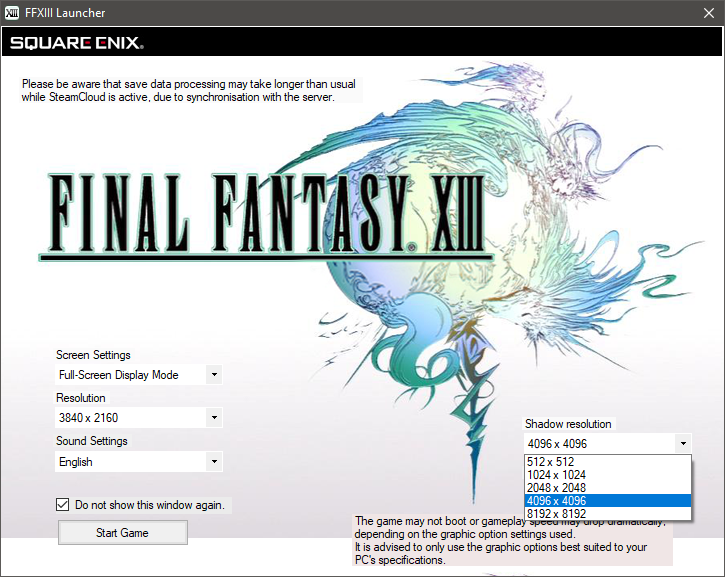 XIII FFXIII Launcher
SQUARE ENIX.
Please be aware that save data processing may take longer than usual
while SteamCloud is active, due to synchronisation with the server.
FINAL FANTASY® XIII
Screen Settings
Full-Screen Display Mode
Resolution
3840 x 2160
Sound Settings
English
Do not show this window again.
Start Game
Shadow resolution
4096 x 4096
512 x 512
1024 x 1024
2048 x 2048
4096 x 4096
8192 x 8192
The game may not boot or gameplay speed may drop dramatically,
depending on the graphic option settings used.
It is advised to only use the graphic options best suited to your
PC's specifications.